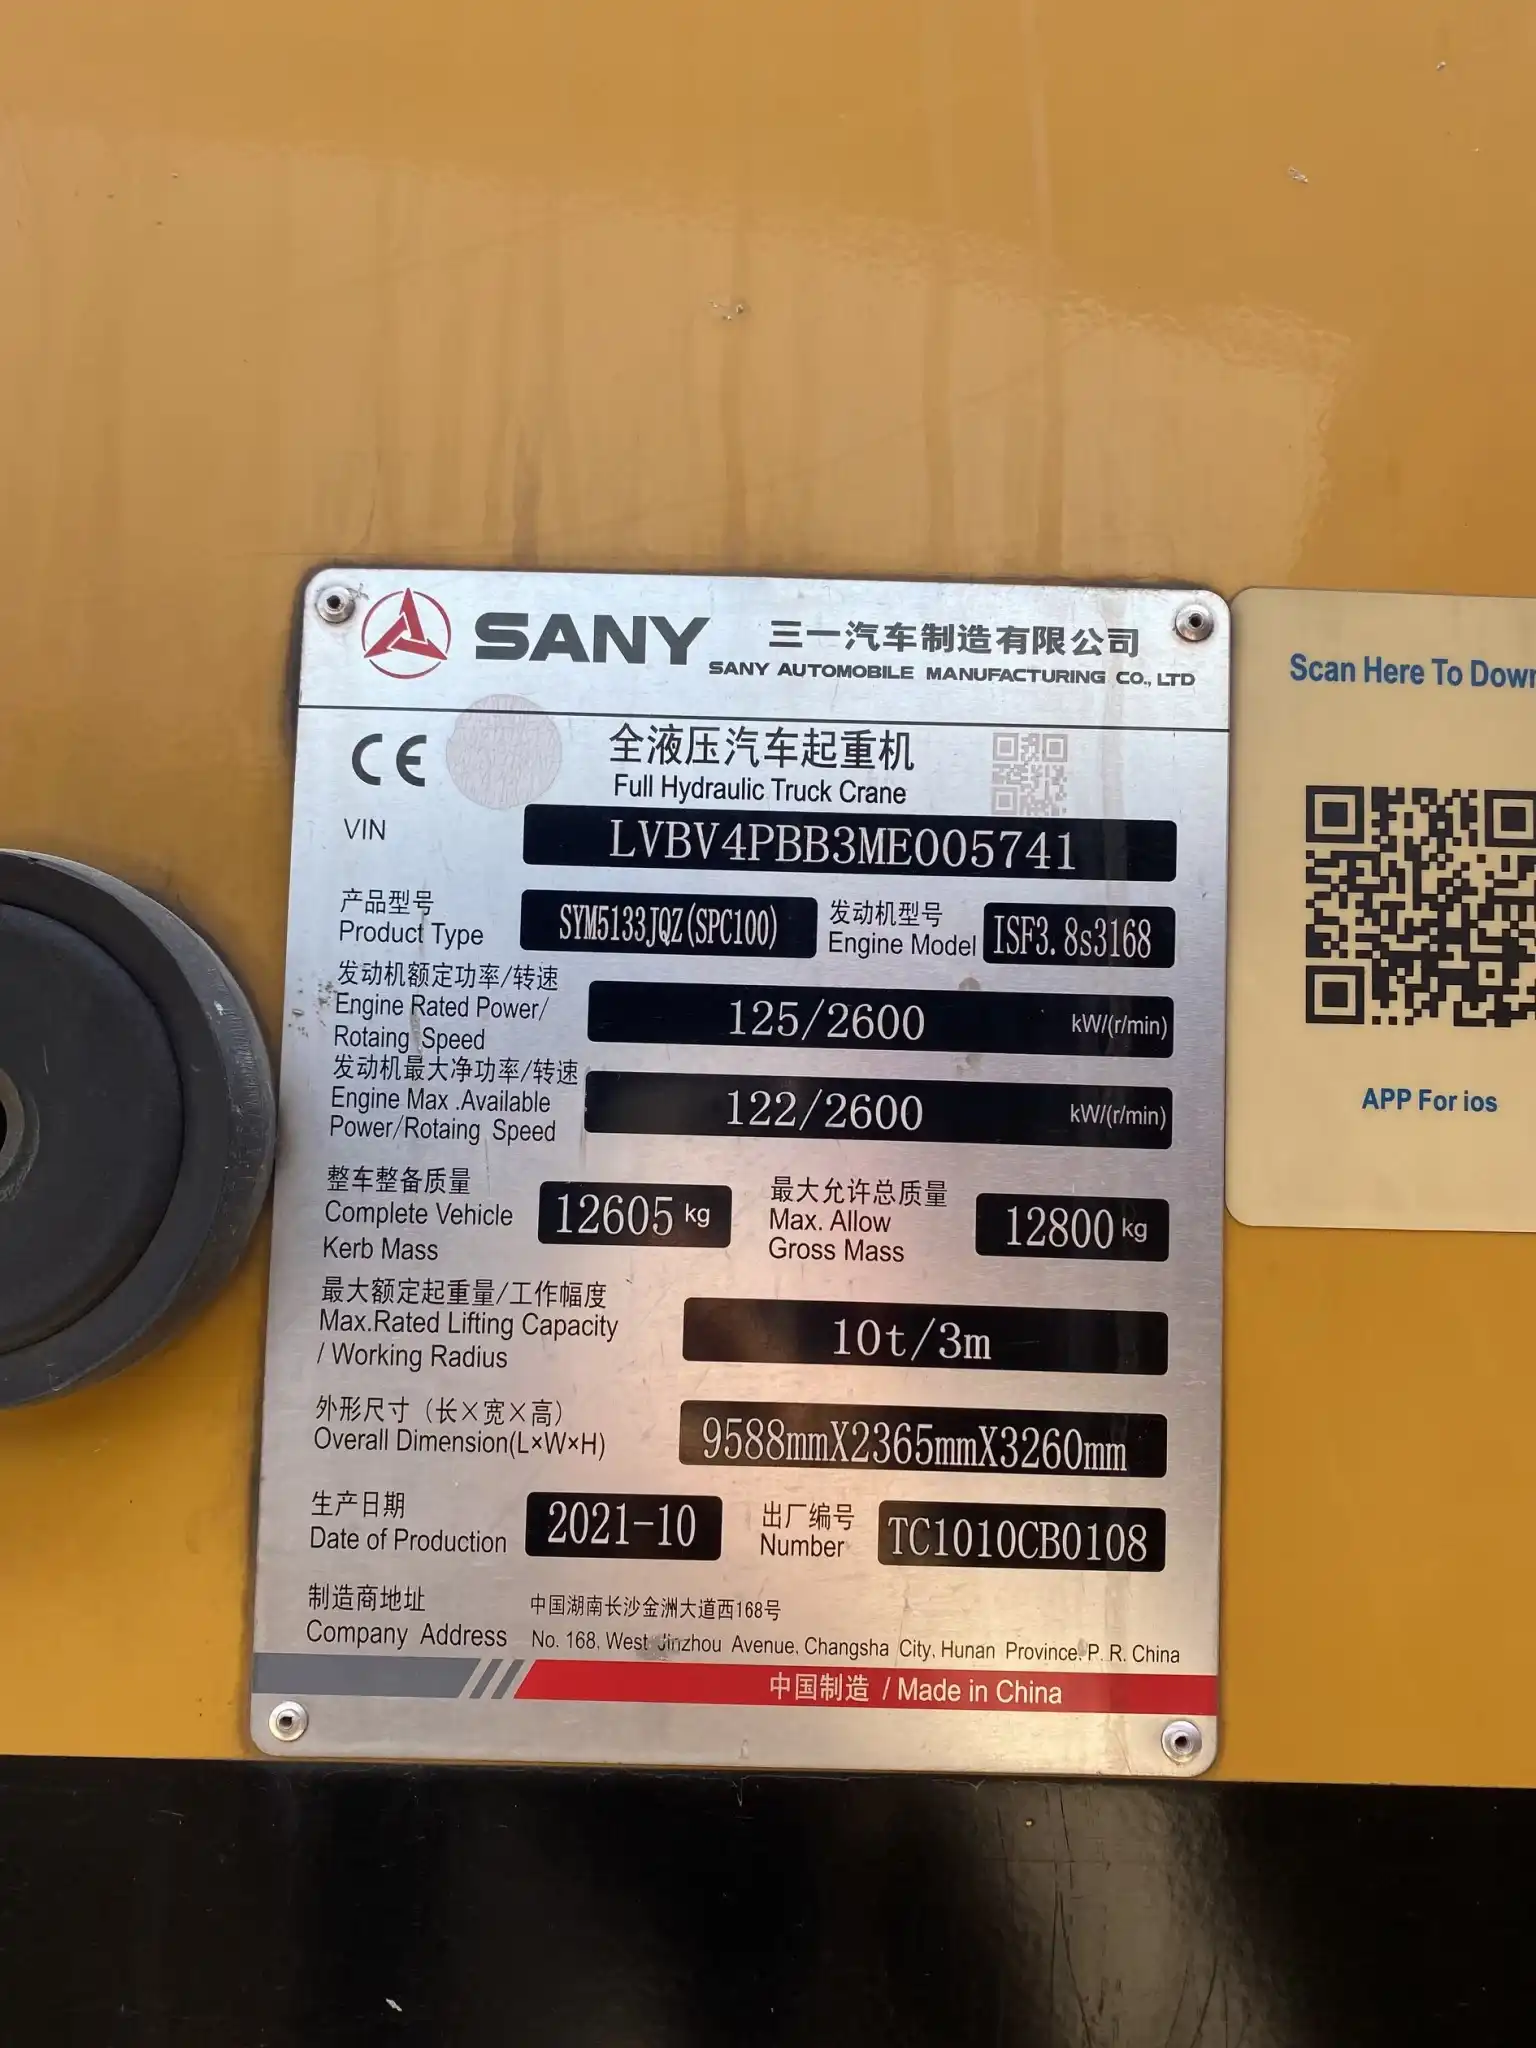 SANY 三一汽车制造有限公司
SANY AUTOMOBILE MANUFACTURING CO., LTD
CE 全液压汽车起重机
Full Hydraulic Truck Crane
VIN LVBV4PBB3ME005741
产品型号 发动机型号
Product Type SYM5133JQZ(SPC100) Engine Model ISF3.8s3168
发动机额定功率/转速
Engine Rated Power/ 125/2600 kW/(r/min)
Rotaing Speed
发动机最大净功率/转速
Engine Max .Available 122/2600 kW/(r/min)
Power/Rotaing Speed
整车整备质量 最大允许总质量
Complete Vehicle 12605 kg Max. Allow 12800 kg
Kerb Mass Gross Mass
最大额定起重量/工作幅度
Max.Rated Lifting Capacity 10t/3m
/ Working Radius
外形尺寸（长×宽×高）
Overall Dimension(L×W×H) 9588mmX2365mmX3260mm
生产日期 出厂编号
Date of Production 2021-10 Number TC1010CB0108
制造商地址 中国湖南长沙金洲大道西168号
Company Address No. 168, West Jinzhou Avenue, Changsha City, Hunan Province, P. R. China
中国制造 / Made in China
Scan Here To
APP For ios